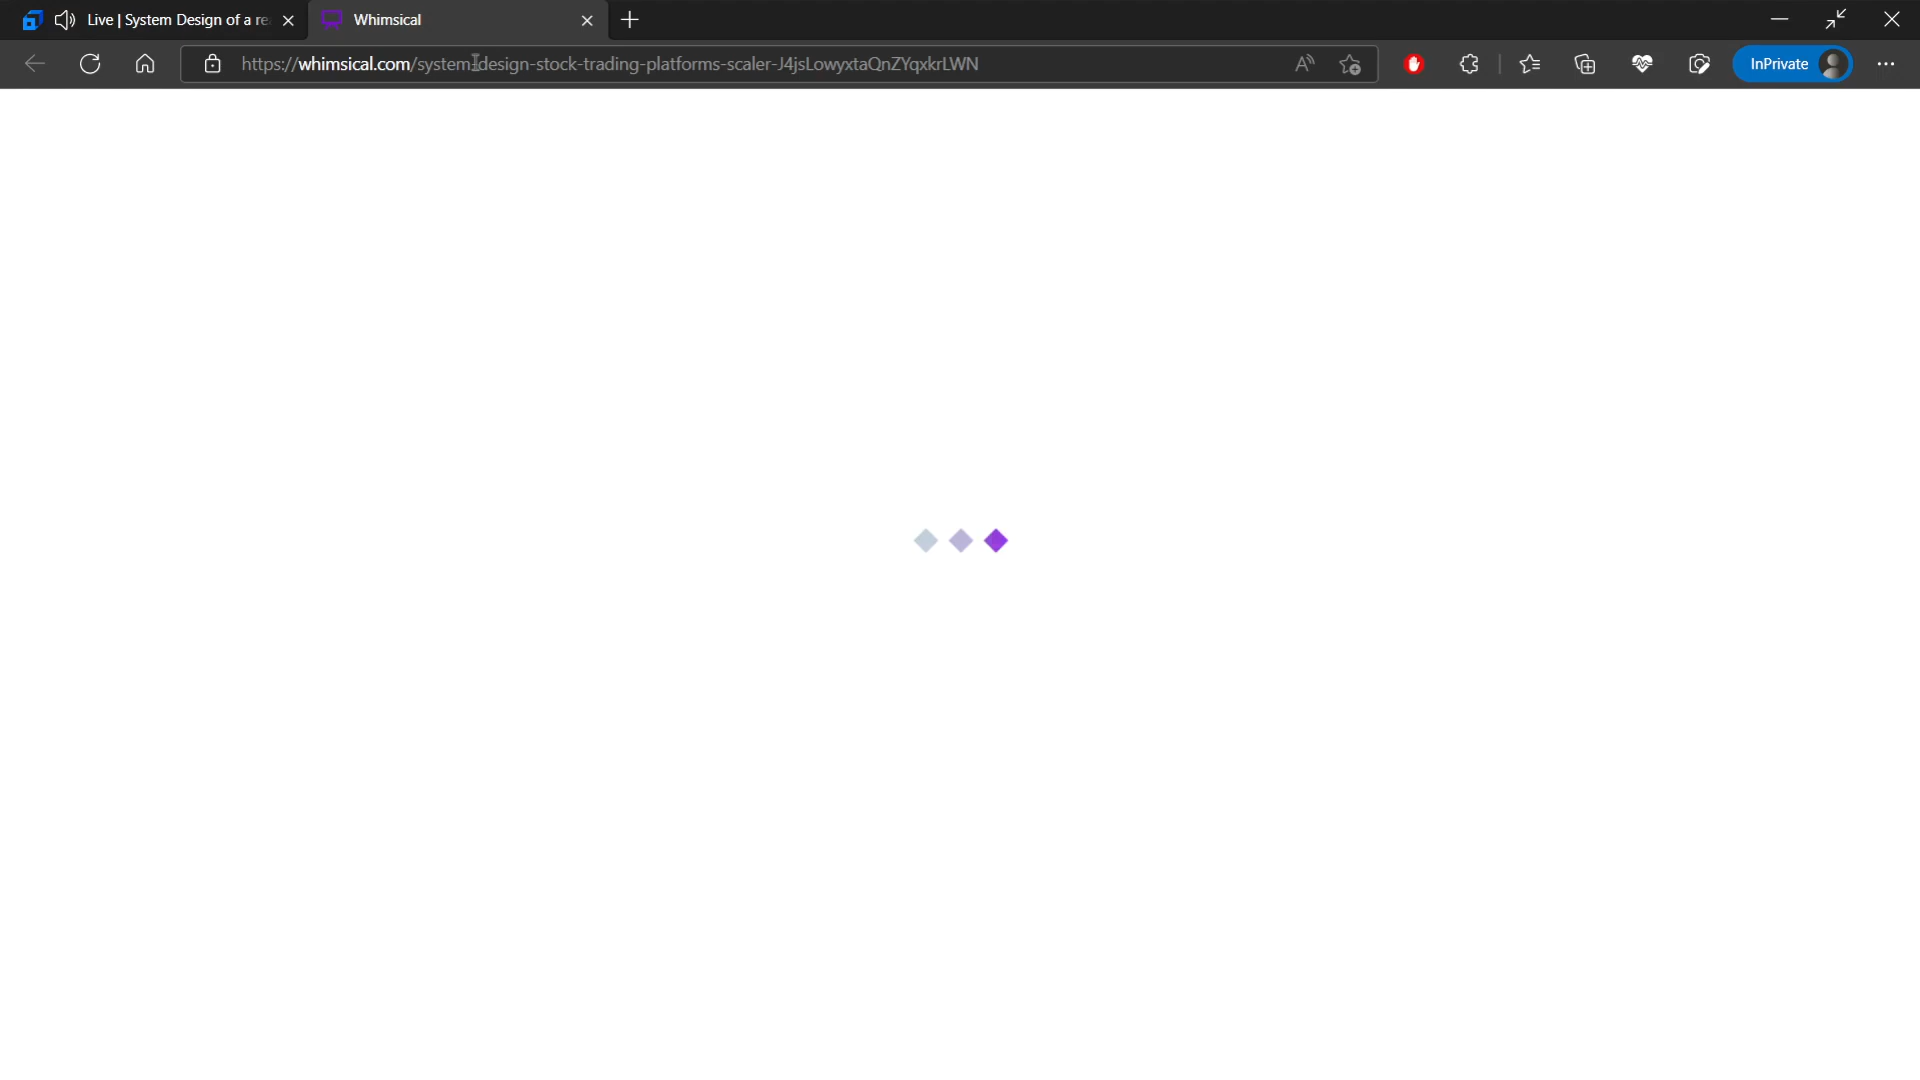 Live | System Design of a re
Whimsical
https://whimsical.com/system-design-stock-trading-platforms-scaler-J4jsLowyxtaQnZYqxkrLWN
InPrivate